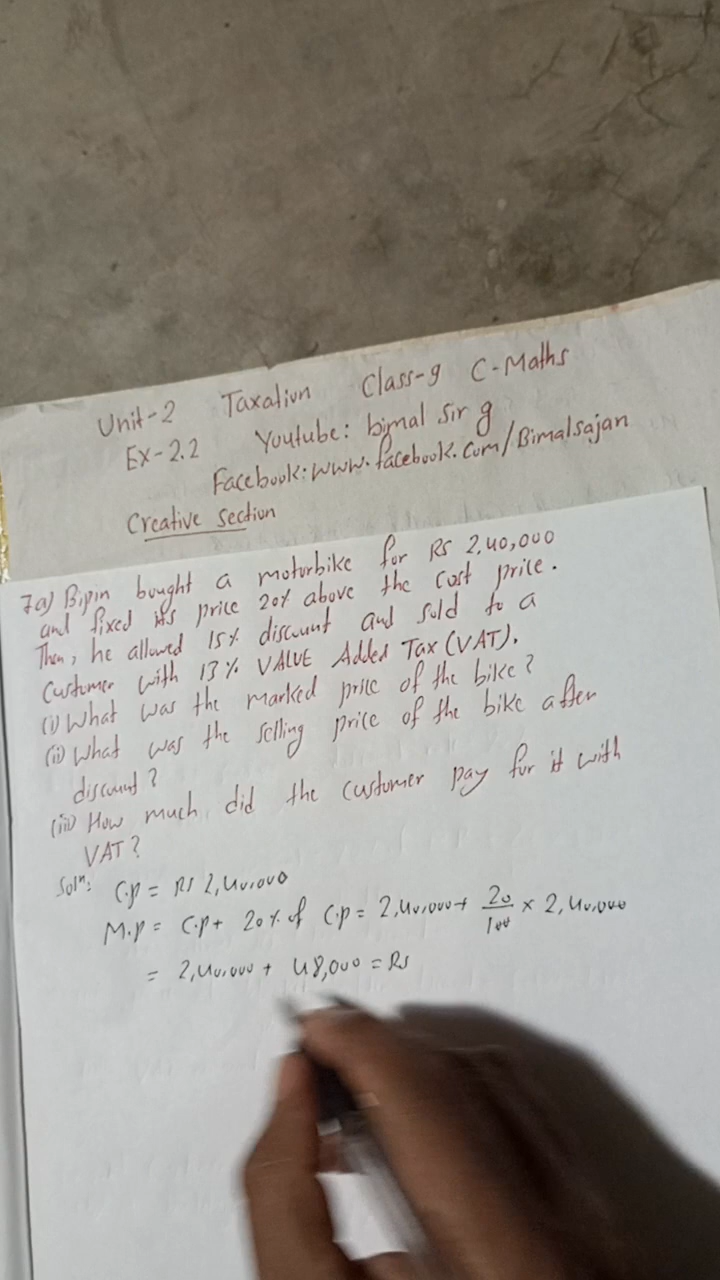 Unit-2 Taxation Class-9 C-Maths
Ex-2.2 Youtube: bimal sir g
Facebook: www.facebook.com/Bimalsajan
Creative section
7a) Bipin bought a motorbike for RS 2,40,000
and fixed its price 20% above the cost price.
Then, he allowed 15% discount and sold to a
customer with 13% VALUE Added Tax (VAT).
(i) What was the marked price of the bike?
(ii) What was the selling price of the bike after
discount?
(iii) How much did the customer pay for it with
VAT?
Solⁿ: C.P = RS 2,40,000
M.P = C.P + 20% of C.P = 2,40,000 + 20/100 × 2,40,000
= 2,40,000 + 48,000 = Rs